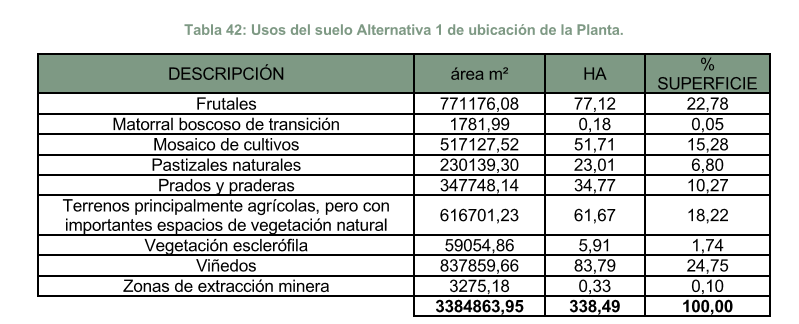 Tabla 42: Usos del suelo Alternativa 1 de ubicación de la Planta.
DESCRIPCIÓN área m² HA % SUPERFICIE
Frutales 771176,08 77,12 22,78
Matorral boscoso de transición 1781,99 0,18 0,05
Mosaico de cultivos 517127,52 51,71 15,28
Pastizales naturales 230139,30 23,01 6,80
Prados y praderas 347748,14 34,77 10,27
Terrenos principalmente agrícolas, pero con
importantes espacios de vegetación natural 616701,23 61,67 18,22
Vegetación esclerófila 59054,86 5,91 1,74
Viñedos 837859,66 83,79 24,75
Zonas de extracción minera 3275,18 0,33 0,10
3384863,95 338,49 100,00